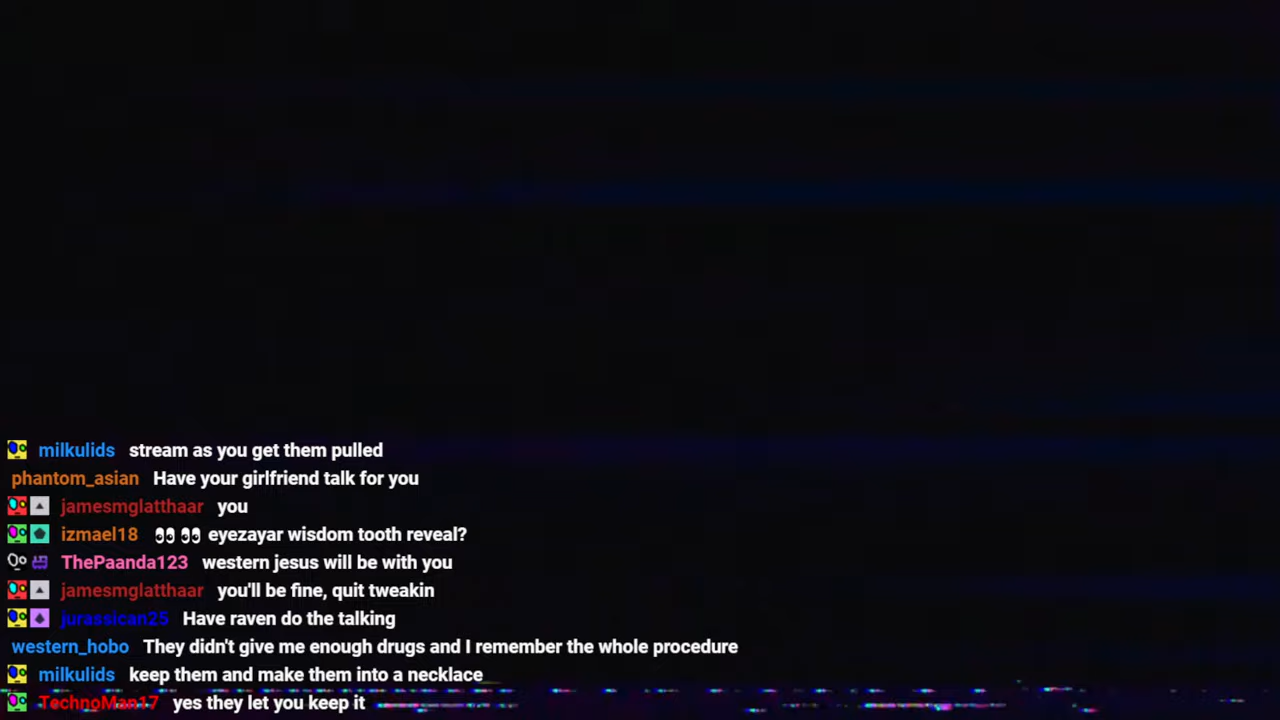 milkulids stream as you get them pulled
phantom_asian Have your girlfriend talk for you
jamesmglatthaar you
izmael18 👀 👀 eyezayar wisdom tooth reveal?
ThePaanda123 western jesus will be with you
jamesmglatthaar you'll be fine, quit tweakin
jurassican25 Have raven do the talking
western_hobo They didn't give me enough drugs and I remember the whole procedure
milkulids keep them and make them into a necklace
TechnoMan17 yes they let you keep it